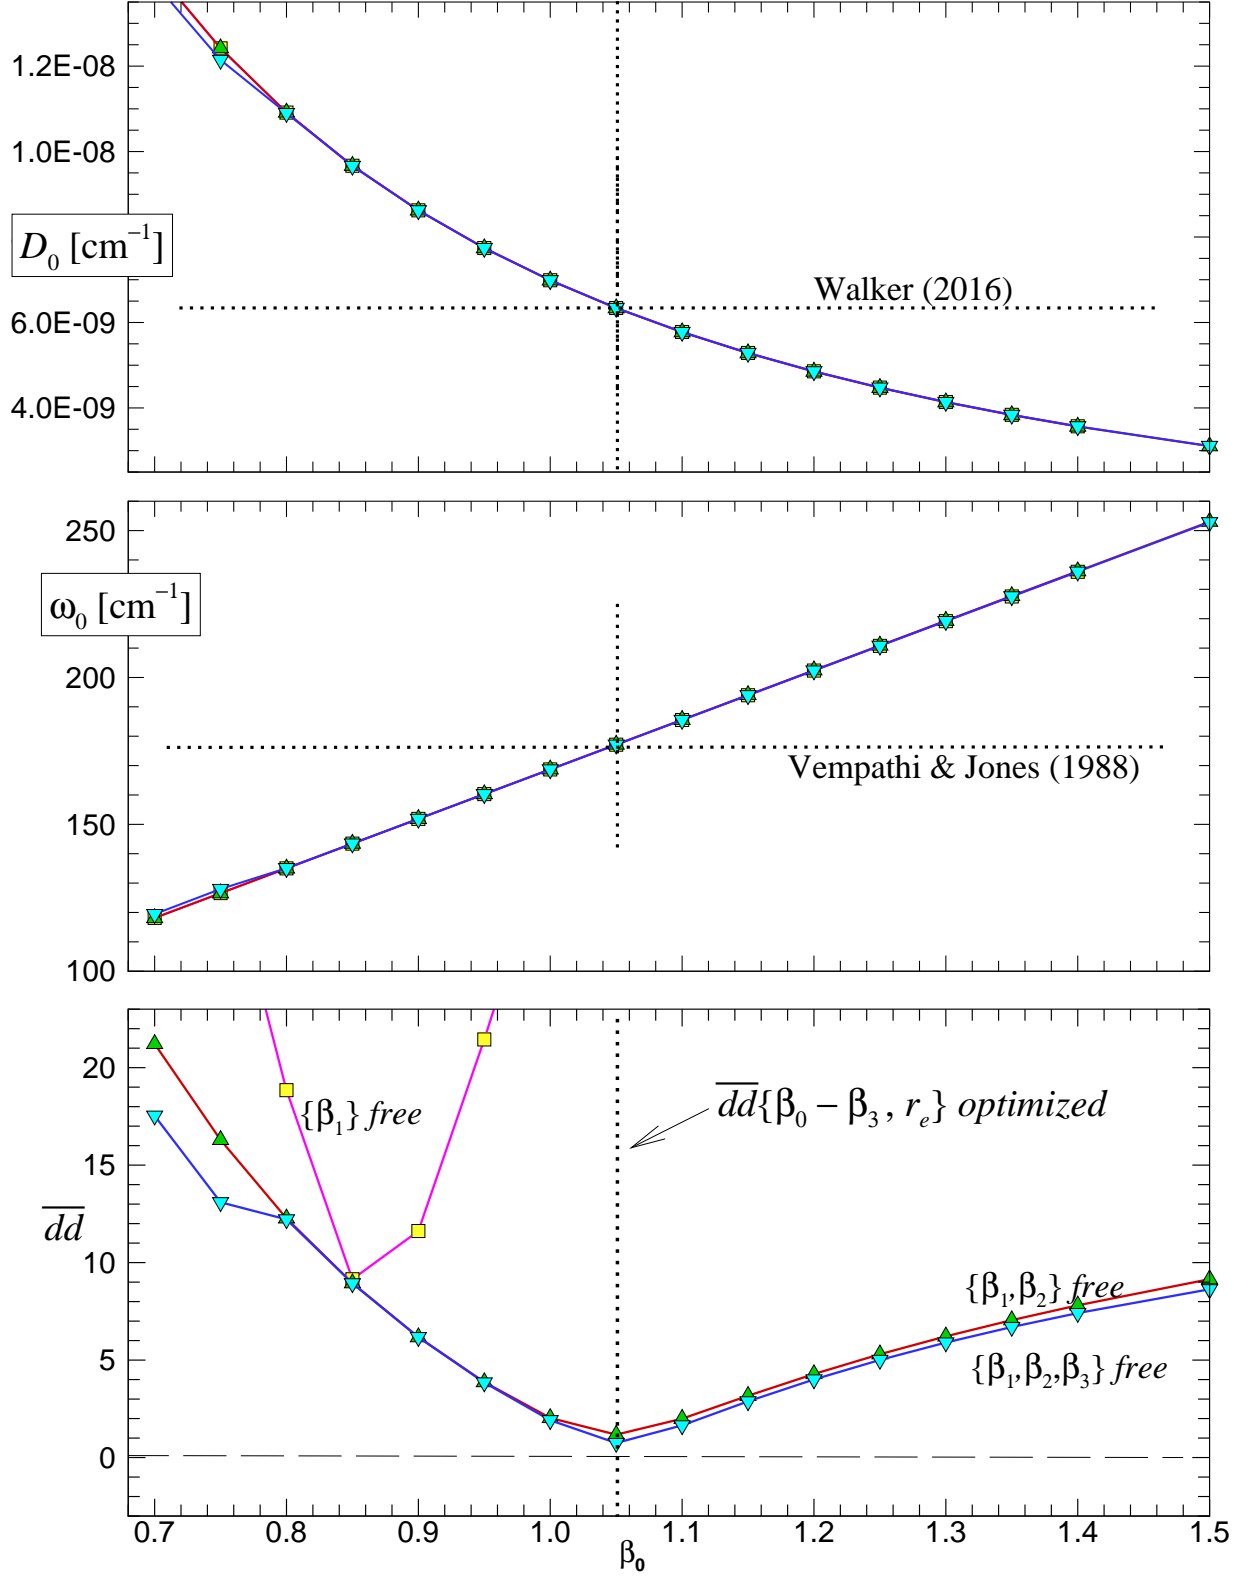 1.2E-08
1.0E-08
D₀ [cm⁻¹]
Walker (2016)
6.0E-09
4.0E-09
250
ω₀ [cm⁻¹]
200
Vempathi & Jones (1988)
150
100
20
{β₁} free
d̅d̅{β₀ − β₃ , rₑ} optimized
15
d̅d̅
10
{β₁,β₂} free
5
{β₁,β₂,β₃} free
0
0.7 0.8 0.9 1.0 1.1 1.2 1.3 1.4 1.5
β₀